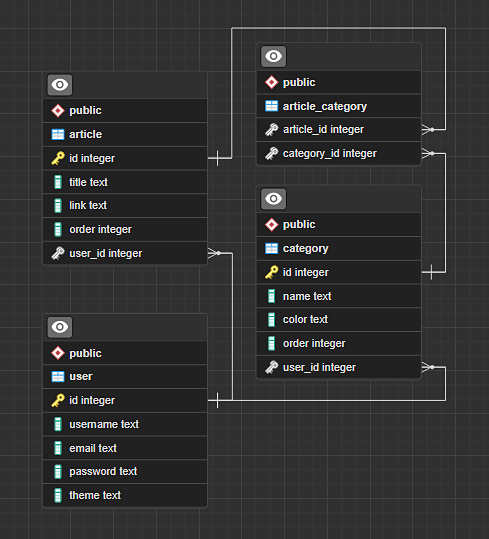 public
article
id integer
title text
link text
order integer
user_id integer
public
article_category
article_id integer
category_id integer
public
category
id integer
name text
color text
order integer
user_id integer
public
user
id integer
username text
email text
password text
theme text